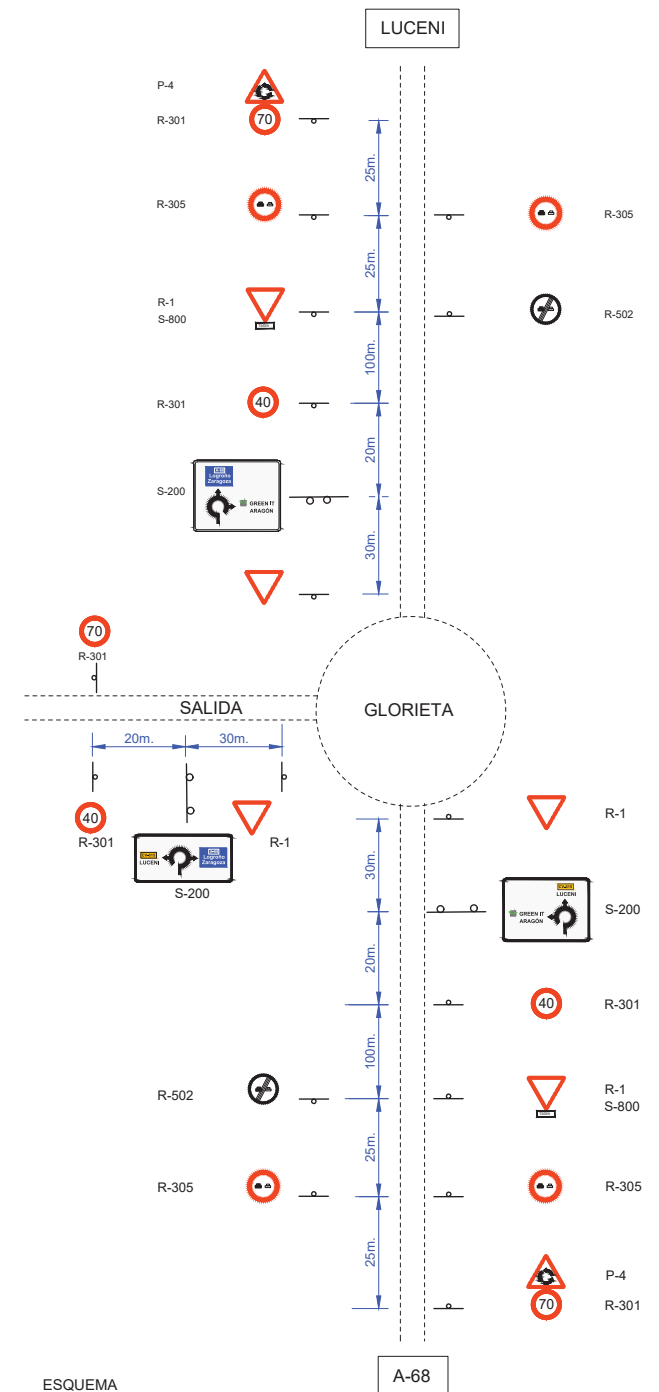 LUCENI
P-4
R-301
70
25m.
R-305
R-305
25m.
R-1
S-800
R-502
100m.
R-301
40
20m
S-200
Logroño
Zaragoza
GREEN IT
ARAGÓN
30m.
70
R-301
SALIDA
GLORIETA
20m.
30m.
40
R-301
R-1
LUCENI
Logroño
Zaragoza
S-200
R-1
30m.
LUCENI
GREEN IT
ARAGÓN
S-200
20m.
40
R-301
100m.
R-502
R-1
S-800
25m.
R-305
R-305
25m.
P-4
70
R-301
A-68
ESQUEMA